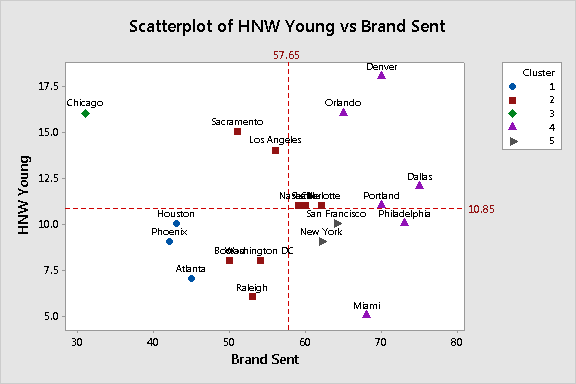 Scatterplot of HNW Young vs Brand Sent
57.65
Denver
Cluster
1
2
3
4
5
17.5
Chicago
Orlando
Sacramento
15.0
Los Angeles
12.5
Dallas
Charlotte
Portland
10.85
Houston
San Francisco
Philadelphia
10.0
Phoenix
New York
Boston
Washington DC
7.5
Atlanta
Raleigh
Miami
5.0
HNW Young
30
40
50
60
70
80
Brand Sent